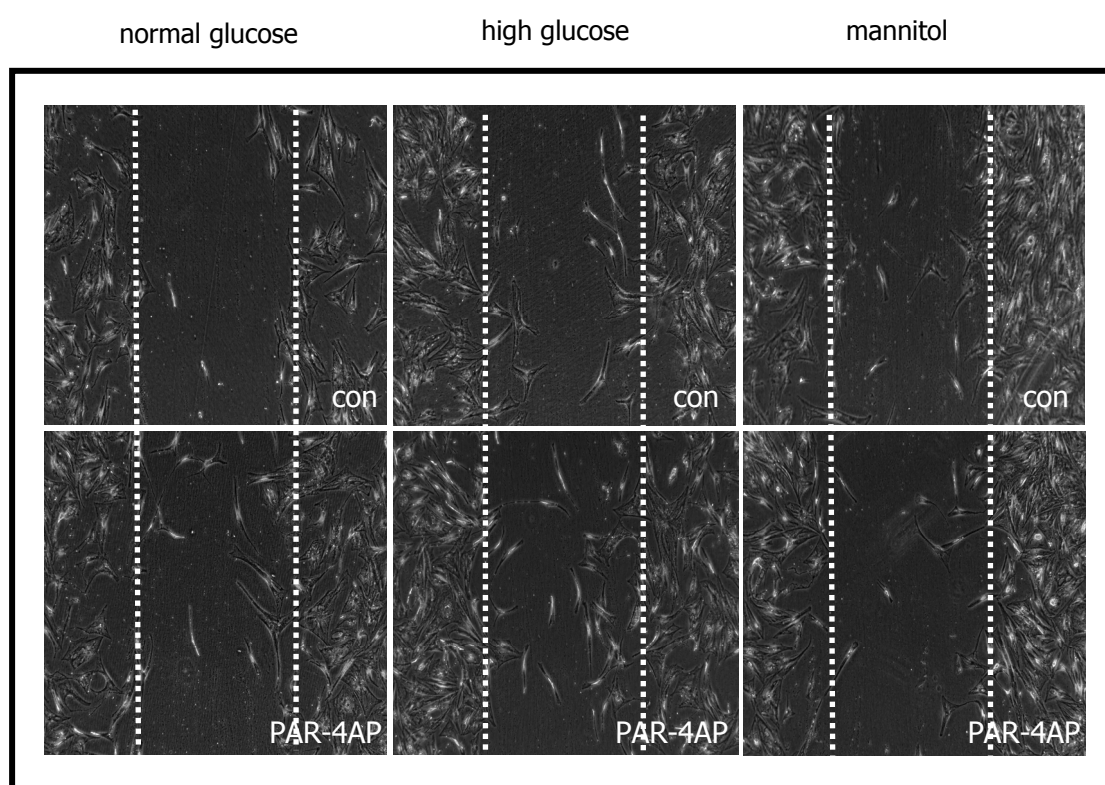 normal glucose
high glucose
mannitol
con
con
con
PAR-4AP
PAR-4AP
PAR-4AP